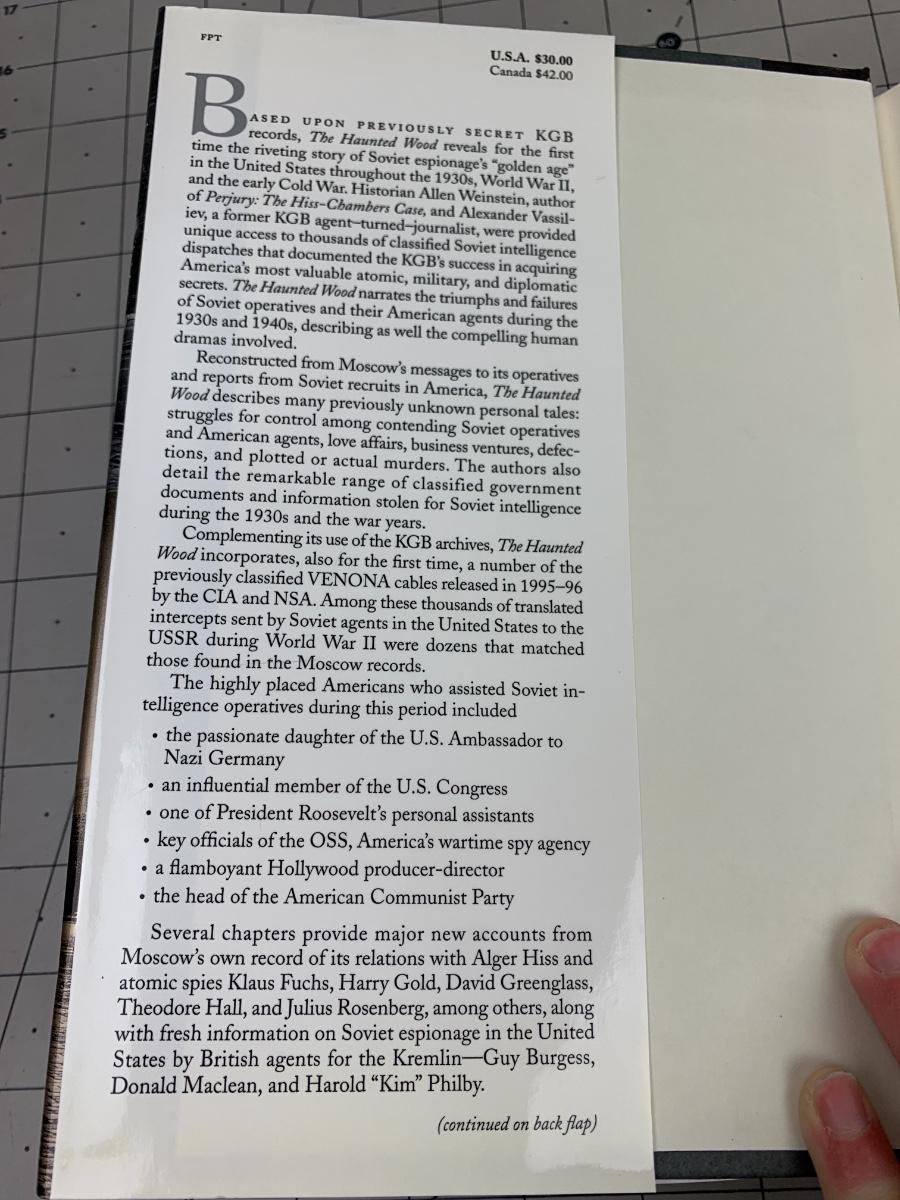 17
16
FPT
U.S.A. $30.00
Canada $42.00
BASED UPON PREVIOUSLY SECRET KGB
records, The Haunted Wood reveals for the first
time the riveting story of Soviet espionage's “golden age”
in the United States throughout the 1930s, World War II,
and the early Cold War. Historian Allen Weinstein, author
of Perjury: The Hiss–Chambers Case, and Alexander Vassil-
iev, a former KGB agent–turned–journalist, were provided
unique access to thousands of classified Soviet intelligence
dispatches that documented the KGB's success in acquiring
America's most valuable atomic, military, and diplomatic
secrets. The Haunted Wood narrates the triumphs and failures
of Soviet operatives and their American agents during the
1930s and 1940s, describing as well the compelling human
dramas involved.
Reconstructed from Moscow's messages to its operatives
and reports from Soviet recruits in America, The Haunted
Wood describes many previously unknown personal tales:
struggles for control among contending Soviet operatives
and American agents, love affairs, business ventures, defec-
tions, and plotted or actual murders. The authors also
detail the remarkable range of classified government
documents and information stolen for Soviet intelligence
during the 1930s and the war years.
Complementing its use of the KGB archives, The Haunted
Wood incorporates, also for the first time, a number of the
previously classified VENONA cables released in 1995–96
by the CIA and NSA. Among these thousands of translated
intercepts sent by Soviet agents in the United States to the
USSR during World War II were dozens that matched
those found in the Moscow records.
The highly placed Americans who assisted Soviet in-
telligence operatives during this period included
• the passionate daughter of the U.S. Ambassador to
Nazi Germany
• an influential member of the U.S. Congress
• one of President Roosevelt's personal assistants
• key officials of the OSS, America's wartime spy agency
• a flamboyant Hollywood producer-director
• the head of the American Communist Party
Several chapters provide major new accounts from
Moscow's own record of its relations with Alger Hiss and
atomic spies Klaus Fuchs, Harry Gold, David Greenglass,
Theodore Hall, and Julius Rosenberg, among others, along
with fresh information on Soviet espionage in the United
States by British agents for the Kremlin—Guy Burgess,
Donald Maclean, and Harold “Kim” Philby.
(continued on back flap)